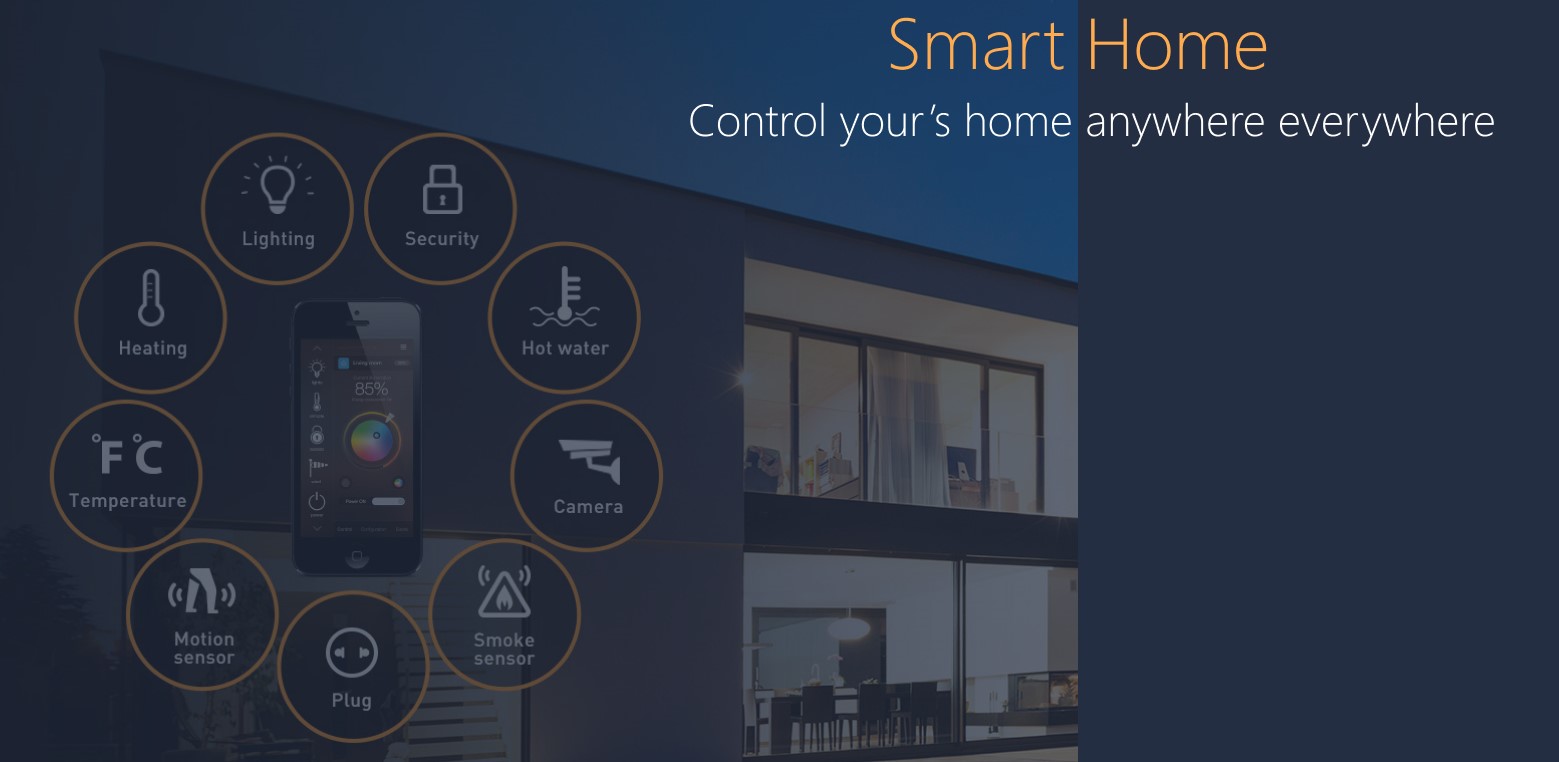 Smart Home
Control your's home anywhere everywhere
Lighting
Security
Heating
Hot water
85%
°F °C
Temperature
Camera
Motion
sensor
Smoke
sensor
Plug